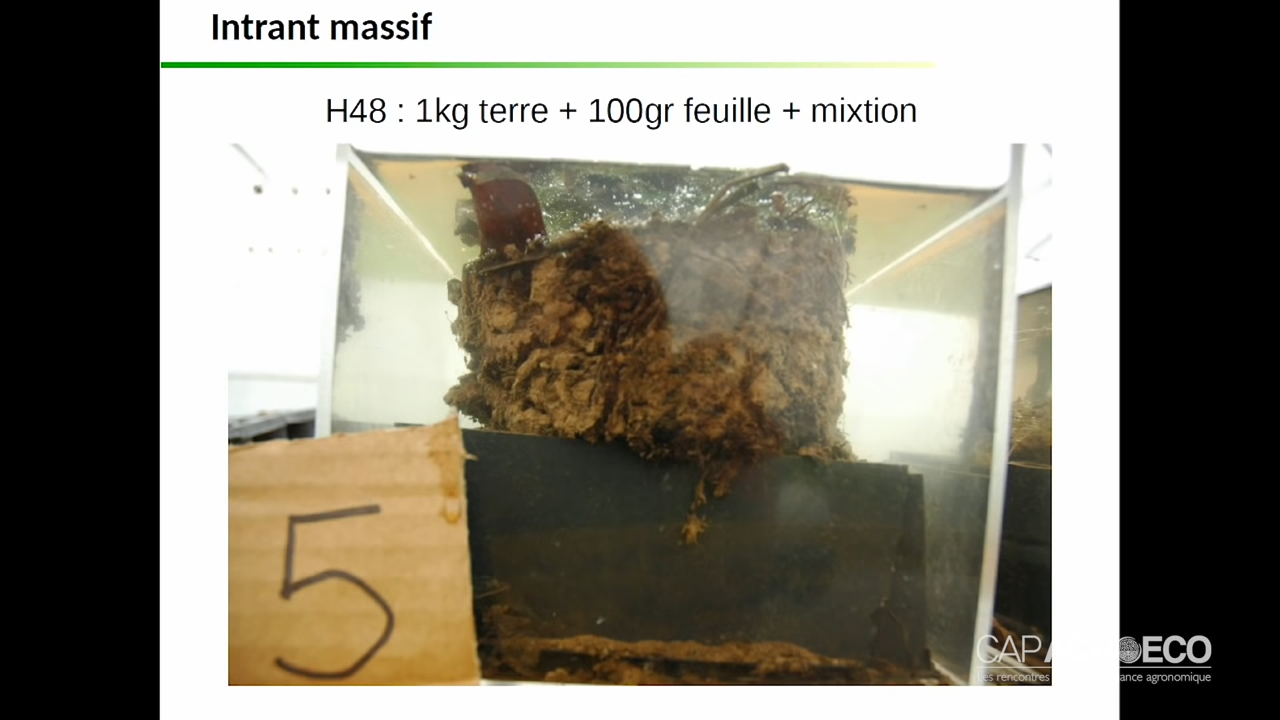 Intrant massif
H48 : 1kg terre + 100gr feuille + mixtion
5
CAP ECO
Les rencontres ance agronomique